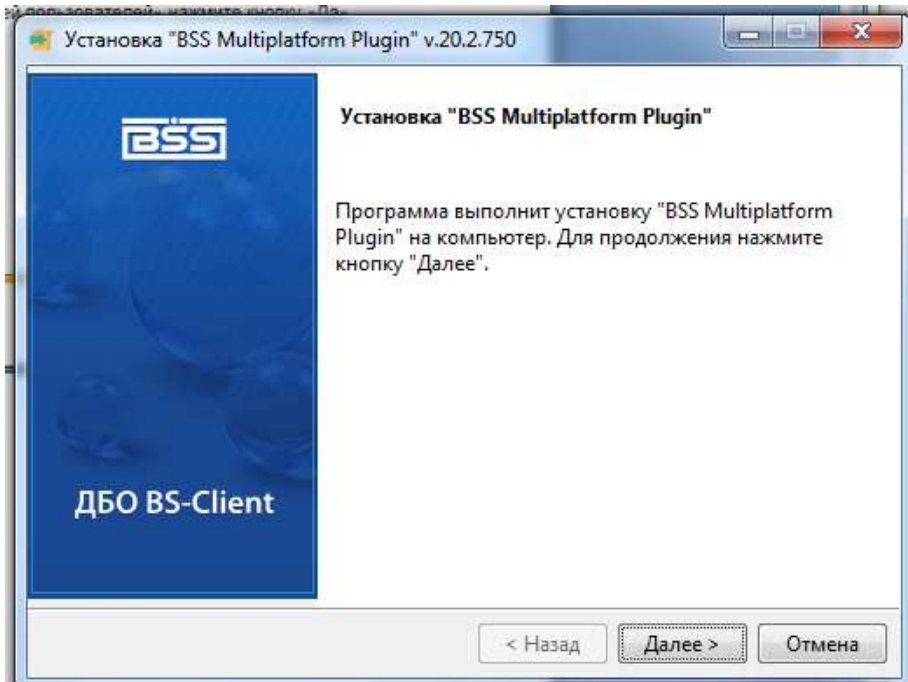 Установка "BSS Multiplatform Plugin" v.20.2.750
BSS
Установка "BSS Multiplatform Plugin"
Программа выполнит установку "BSS Multiplatform
Plugin" на компьютер. Для продолжения нажмите
кнопку "Далее".
ДБО BS-Client
< Назад
Далее >
Отмена